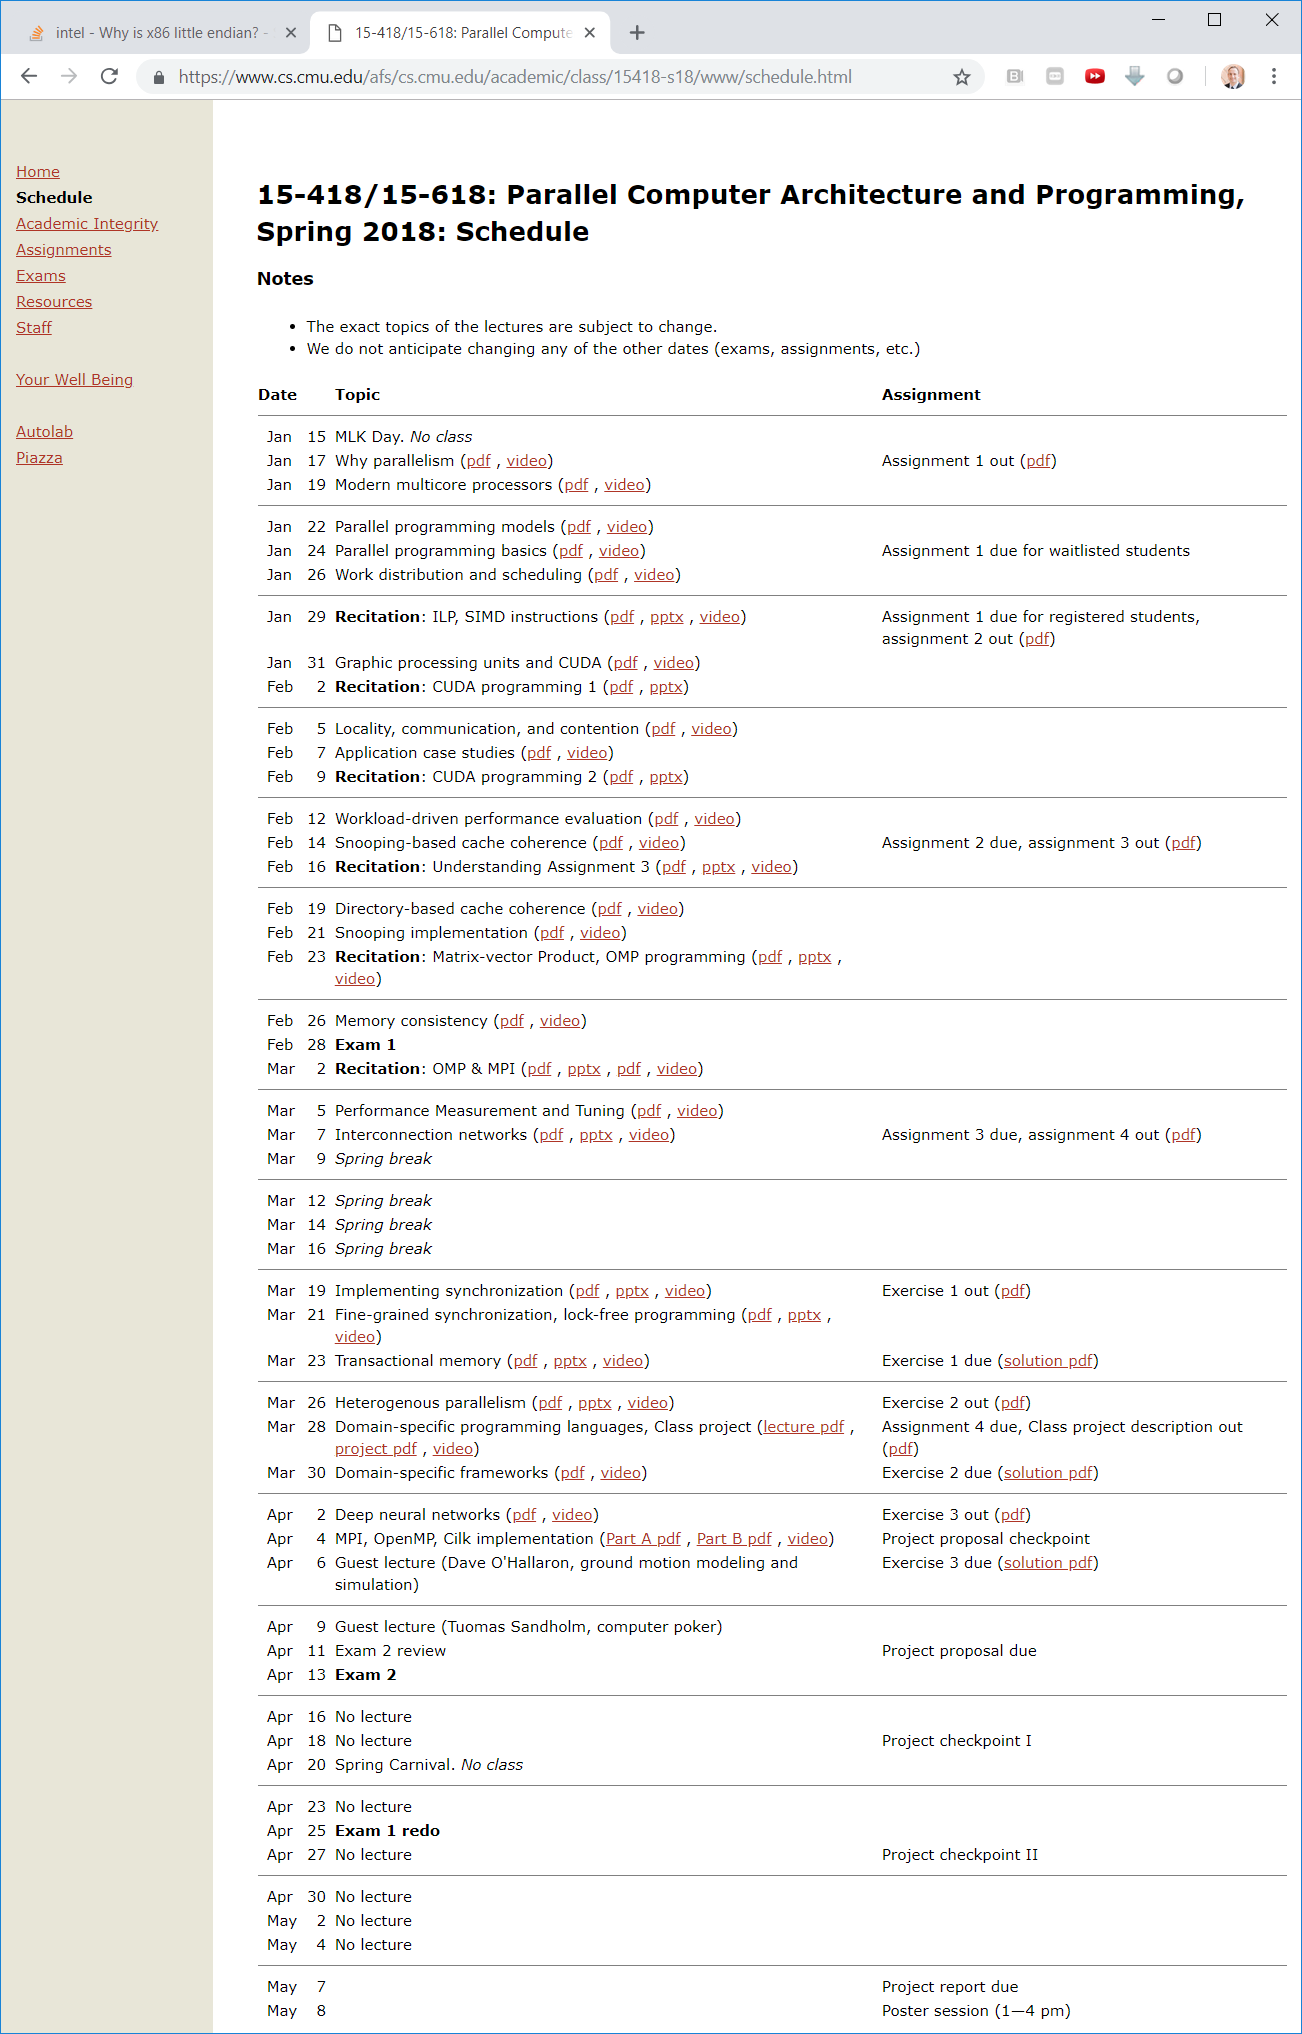 intel - Why is x86 little endian? -
15-418/15-618: Parallel Compute
https://www.cs.cmu.edu/afs/cs.cmu.edu/academic/class/15418-s18/www/schedule.html
Home
Schedule
Academic Integrity
Assignments
Exams
Resources
Staff
Your Well Being
Autolab
Piazza
15-418/15-618: Parallel Computer Architecture and Programming,
Spring 2018: Schedule
Notes
• The exact topics of the lectures are subject to change.
• We do not anticipate changing any of the other dates (exams, assignments, etc.)
Date Topic Assignment
Jan 15 MLK Day. No class
Jan 17 Why parallelism (pdf , video) Assignment 1 out (pdf)
Jan 19 Modern multicore processors (pdf , video)
Jan 22 Parallel programming models (pdf , video)
Jan 24 Parallel programming basics (pdf , video) Assignment 1 due for waitlisted students
Jan 26 Work distribution and scheduling (pdf , video)
Jan 29 Recitation: ILP, SIMD instructions (pdf , pptx , video) Assignment 1 due for registered students,
assignment 2 out (pdf)
Jan 31 Graphic processing units and CUDA (pdf , video)
Feb 2 Recitation: CUDA programming 1 (pdf , pptx)
Feb 5 Locality, communication, and contention (pdf , video)
Feb 7 Application case studies (pdf , video)
Feb 9 Recitation: CUDA programming 2 (pdf , pptx)
Feb 12 Workload-driven performance evaluation (pdf , video)
Feb 14 Snooping-based cache coherence (pdf , video) Assignment 2 due, assignment 3 out (pdf)
Feb 16 Recitation: Understanding Assignment 3 (pdf , pptx , video)
Feb 19 Directory-based cache coherence (pdf , video)
Feb 21 Snooping implementation (pdf , video)
Feb 23 Recitation: Matrix-vector Product, OMP programming (pdf , pptx ,
video)
Feb 26 Memory consistency (pdf , video)
Feb 28 Exam 1
Mar 2 Recitation: OMP & MPI (pdf , pptx , pdf , video)
Mar 5 Performance Measurement and Tuning (pdf , video)
Mar 7 Interconnection networks (pdf , pptx , video) Assignment 3 due, assignment 4 out (pdf)
Mar 9 Spring break
Mar 12 Spring break
Mar 14 Spring break
Mar 16 Spring break
Mar 19 Implementing synchronization (pdf , pptx , video) Exercise 1 out (pdf)
Mar 21 Fine-grained synchronization, lock-free programming (pdf , pptx ,
video)
Mar 23 Transactional memory (pdf , pptx , video) Exercise 1 due (solution pdf)
Mar 26 Heterogenous parallelism (pdf , pptx , video) Exercise 2 out (pdf)
Mar 28 Domain-specific programming languages, Class project (lecture pdf , Assignment 4 due, Class project description out
project pdf , video) (pdf)
Mar 30 Domain-specific frameworks (pdf , video) Exercise 2 due (solution pdf)
Apr 2 Deep neural networks (pdf , video) Exercise 3 out (pdf)
Apr 4 MPI, OpenMP, Cilk implementation (Part A pdf , Part B pdf , video) Project proposal checkpoint
Apr 6 Guest lecture (Dave O'Hallaron, ground motion modeling and Exercise 3 due (solution pdf)
simulation)
Apr 9 Guest lecture (Tuomas Sandholm, computer poker)
Apr 11 Exam 2 review Project proposal due
Apr 13 Exam 2
Apr 16 No lecture
Apr 18 No lecture Project checkpoint I
Apr 20 Spring Carnival. No class
Apr 23 No lecture
Apr 25 Exam 1 redo
Apr 27 No lecture Project checkpoint II
Apr 30 No lecture
May 2 No lecture
May 4 No lecture
May 7 Project report due
May 8 Poster session (1—4 pm)